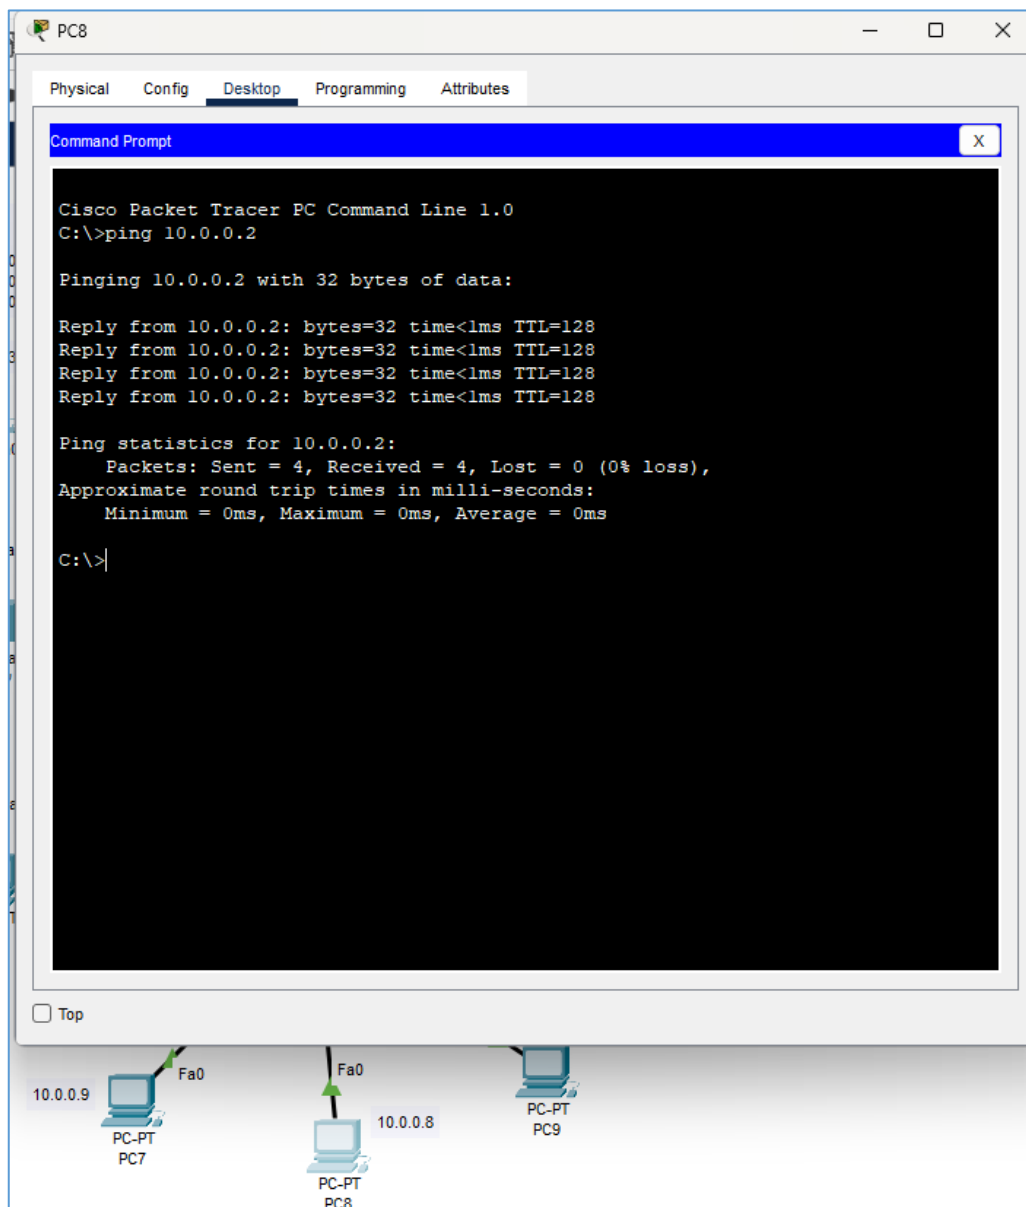 PC8
Physical Config Desktop Programming Attributes
Command Prompt
X
Cisco Packet Tracer PC Command Line 1.0
C:\>ping 10.0.0.2
Pinging 10.0.0.2 with 32 bytes of data:
Reply from 10.0.0.2: bytes=32 time<1ms TTL=128
Reply from 10.0.0.2: bytes=32 time<1ms TTL=128
Reply from 10.0.0.2: bytes=32 time<1ms TTL=128
Reply from 10.0.0.2: bytes=32 time<1ms TTL=128
Ping statistics for 10.0.0.2:
Packets: Sent = 4, Received = 4, Lost = 0 (0% loss),
Approximate round trip times in milli-seconds:
Minimum = 0ms, Maximum = 0ms, Average = 0ms
C:\>
Top
Fa0
Fa0
10.0.0.9
10.0.0.8
PC-PT
PC9
PC-PT
PC7
PC-PT
PC8